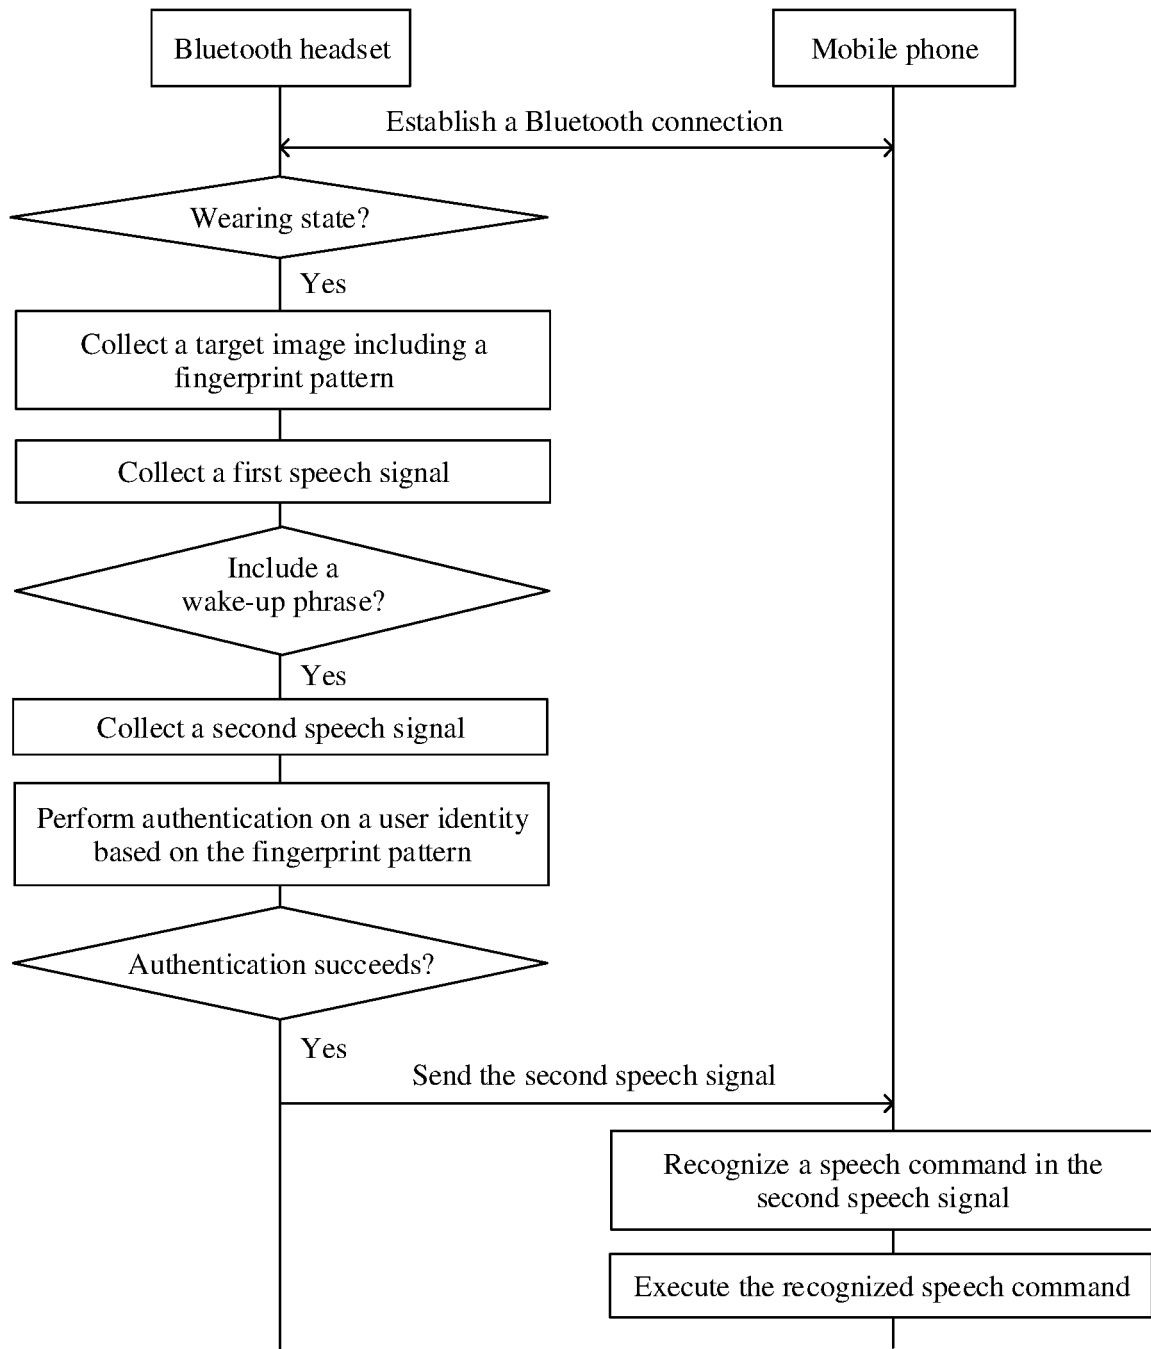 Bluetooth headset
Mobile phone
Establish a Bluetooth connection
Wearing state?
Yes
Collect a target image including a
fingerprint pattern
Collect a first speech signal
Include a
wake-up phrase?
Yes
Collect a second speech signal
Perform authentication on a user identity
based on the fingerprint pattern
Authentication succeeds?
Yes
Send the second speech signal
Recognize a speech command in the
second speech signal
Execute the recognized speech command